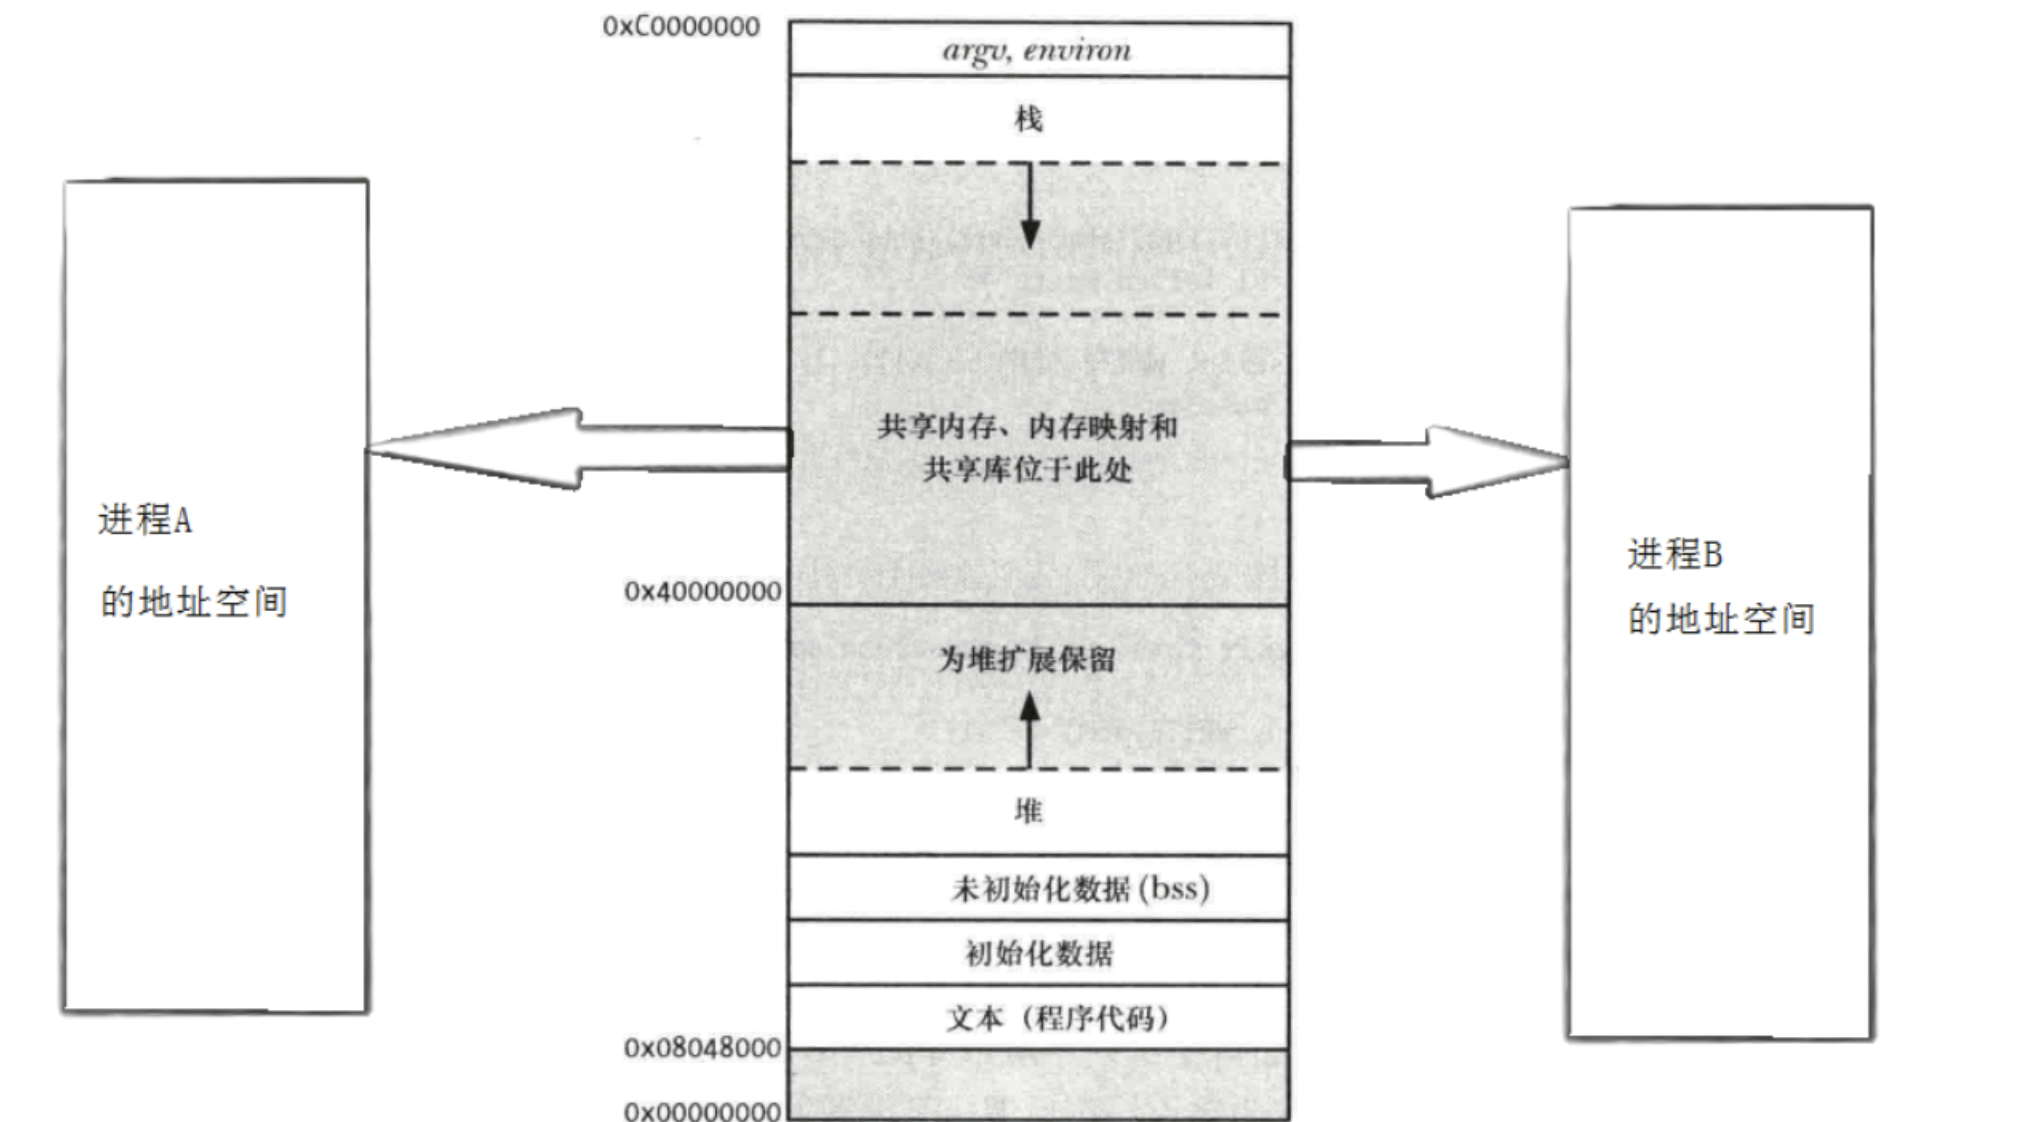 0xC0000000
argv, environ
栈
共享内存、内存映射和
共享库位于此处
进程A
的地址空间
进程B
的地址空间
0x40000000
为堆扩展保留
堆
未初始化数据(bss)
初始化数据
文本（程序代码）
0x08048000
0x00000000